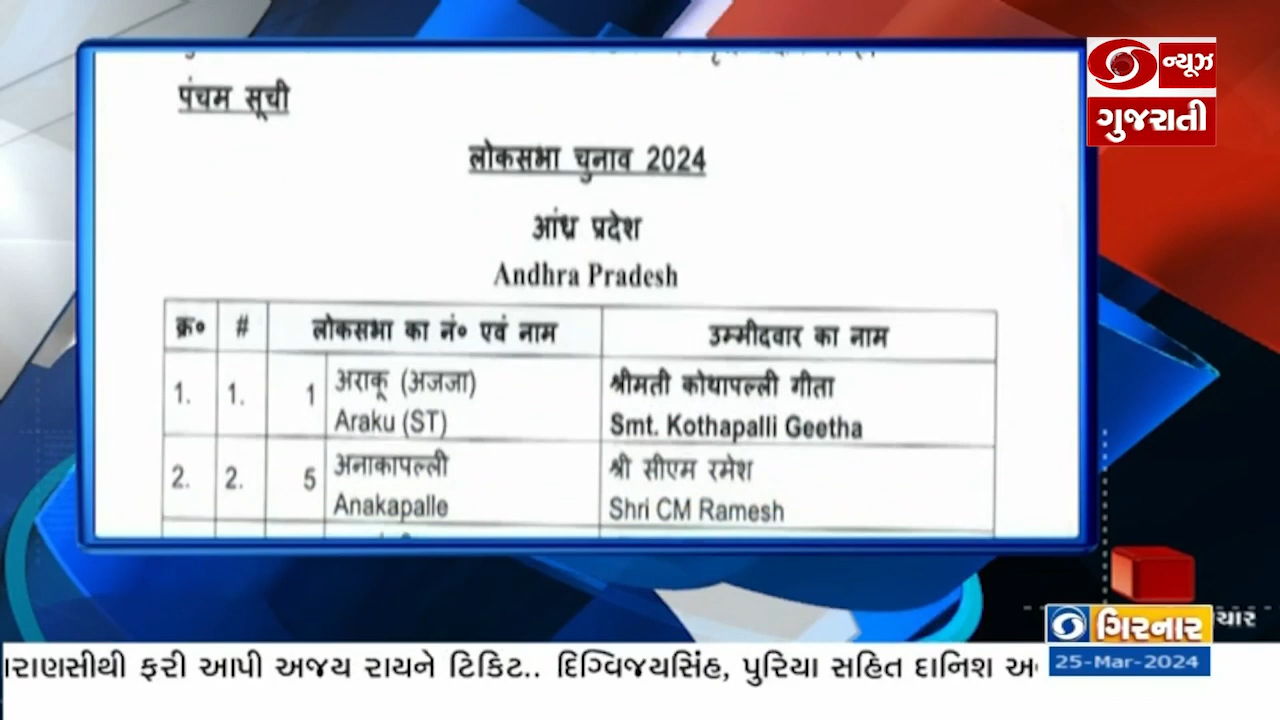 पंचम सूची
लोकसभा चुनाव 2024
आंध्र प्रदेश
Andhra Pradesh
क्र० # लोकसभा का नं० एवं नाम उम्मीदवार का नाम
1. 1. 1 अराकू (अजजा) श्रीमती कोथापल्ली गीता
Araku (ST) Smt. Kothapalli Geetha
2. 2. 5 अनाकापल्ली श्री सीएम रमेश
Anakapalle Shri CM Ramesh
ન્યૂઝ
ગુજરાતી
ગિરનાર
25-Mar-2024
ફરી આપી અજય રાયને ટિકિટ.. દિગ્વિજયસિંહ, પુરિયા સહિત દાનિશ